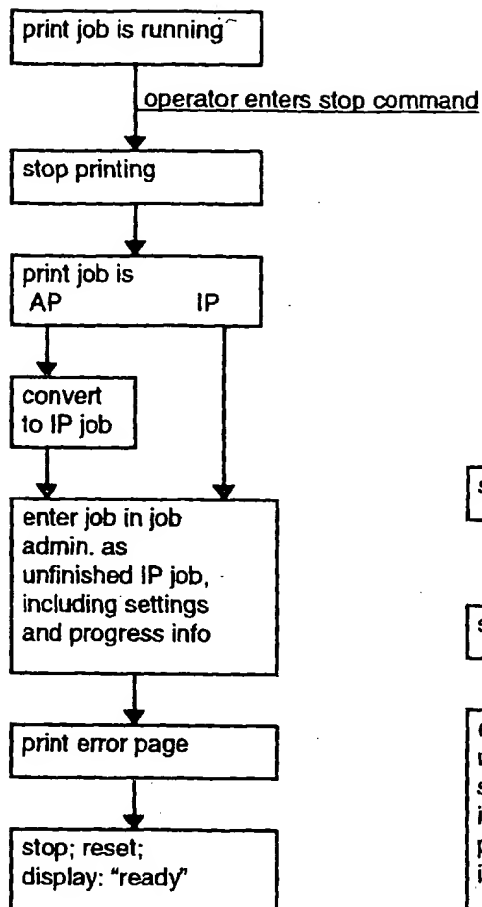 print job is running
operator enters stop command
stop printing
print job is
AP IP
convert
to IP job
enter job in job
admin. as
unfinished IP job,
including settings
and progress info
print error page
stop; reset;
display: "ready"